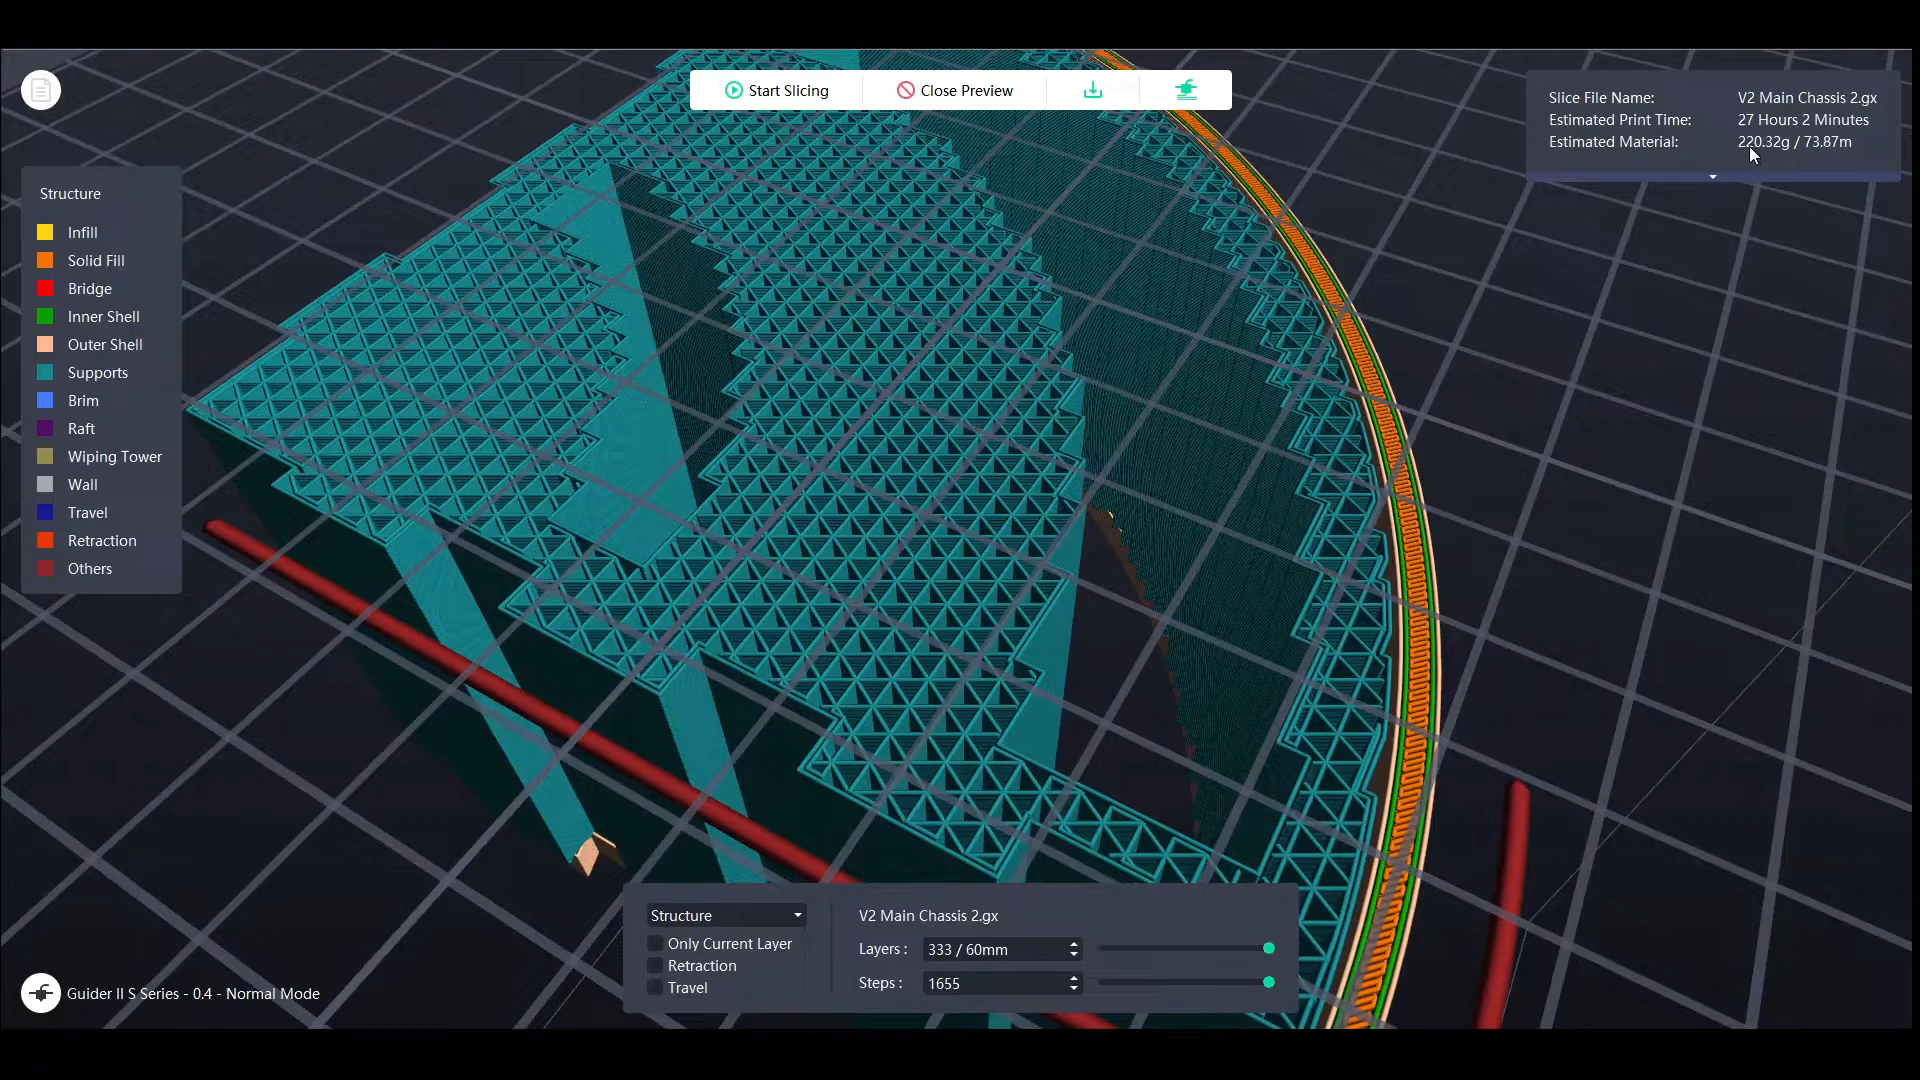 Start Slicing
Close Preview
Slice File Name: V2 Main Chassis 2.gx
Estimated Print Time: 27 Hours 2 Minutes
Estimated Material: 220.32g / 73.87m
Structure
Infill
Solid Fill
Bridge
Inner Shell
Outer Shell
Supports
Brim
Raft
Wiping Tower
Wall
Travel
Retraction
Others
Structure
Only Current Layer
Retraction
Travel
V2 Main Chassis 2.gx
Layers : 333 / 60mm
Steps : 1655
Guider II S Series - 0.4 - Normal Mode